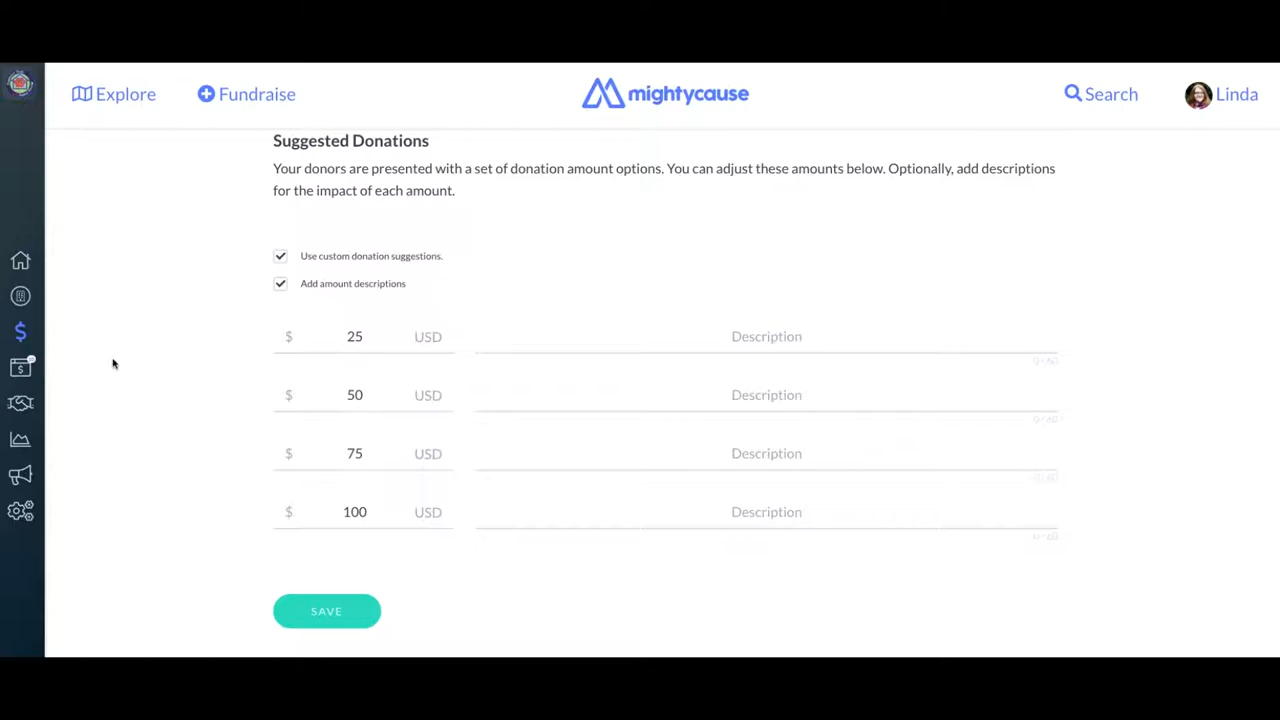 Explore
Fundraise
mightycause
Search
Linda
Suggested Donations
Your donors are presented with a set of donation amount options. You can adjust these amounts below. Optionally, add descriptions
for the impact of each amount.
Use custom donation suggestions.
Add amount descriptions
$ 25 USD Description
$ 50 USD Description
$ 75 USD Description
$ 100 USD Description
SAVE